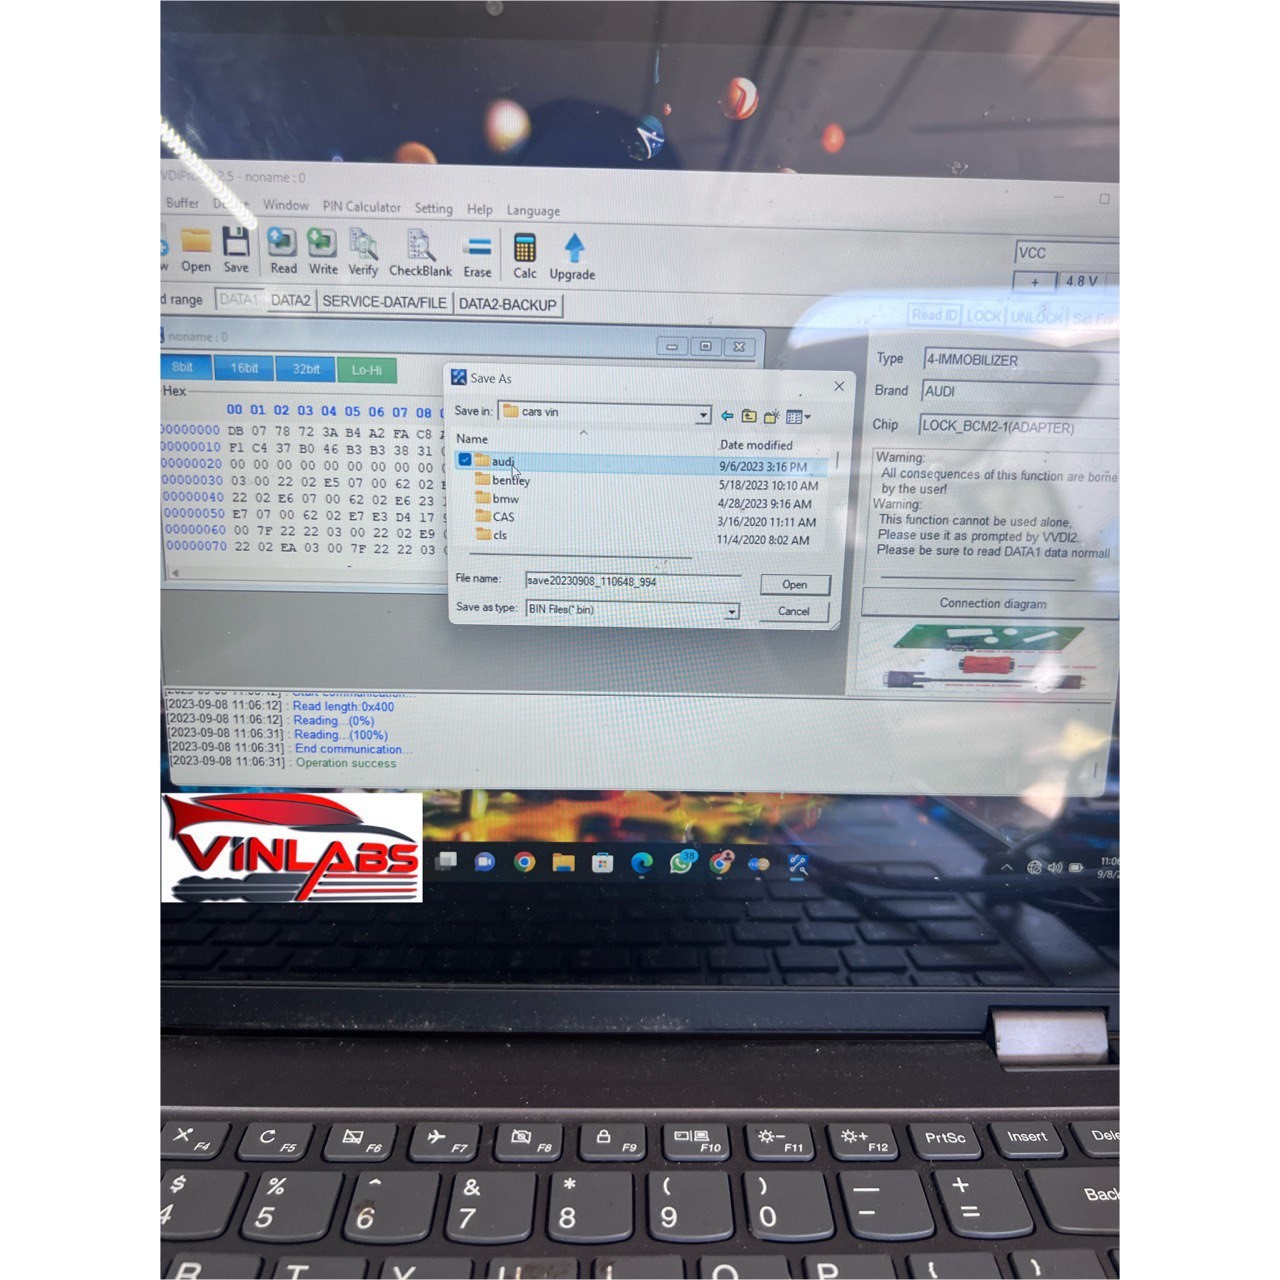 2.5 - noname : 0
Buffer Window PIN Calculator Setting Help Language
Open Save Read Write Verify CheckBlank Erase Calc Upgrade
VCC
+ 4.8 V
d range DATA1 DATA2 SERVICE-DATA/FILE DATA2-BACKUP
Read ID LOCK UNLOCK
noname : 0
8bit 16bit 32bit Lo-Hi
Hex
00 01 02 03 04 05 06 07 08
00000000 DB 07 78 72 3A B4 A2 FA C8
00000010 F1 C4 37 B0 46 B3 B3 38 31
00000020 00 00 00 00 00 00 00 00 00
00000030 03 00 22 02 E5 07 00 62 02
00000040 22 02 E6 07 00 62 02 E6 23
00000050 E7 07 00 62 02 E7 E3 D4 17
00000060 00 7F 22 22 03 00 22 02 E9
00000070 22 02 EA 03 00 7F 22 22 03
Save As
Save in: cars vin
Name Date modified
audi 9/6/2023 3:16 PM
bentley 5/18/2023 10:10 AM
bmw 4/28/2023 9:16 AM
CAS 3/16/2020 11:11 AM
cls 11/4/2020 8:02 AM
File name: save20230908_110648_994 Open
Save as type: BIN Files(*.bin) Cancel
Type 4-IMMOBILIZER
Brand AUDI
Chip LOCK_BCM2-1(ADAPTER)
Warning:
All consequences of this function are borne
by the user!
Warning:
This function cannot be used alone,
Please use it as prompted by VVDI2.
Please be sure to read DATA1 data normall
Connection diagram
[2023-09-08 11:06:12] : Read length:0x400
[2023-09-08 11:06:12] : Reading...(0%)
[2023-09-08 11:06:31] : Reading...(100%)
[2023-09-08 11:06:31] : End communication...
[2023-09-08 11:06:31] : Operation success
VINLABS
38
F4 F5 F6 F7 F8 F9 F10 F11 F12 PrtSc Insert Dele
$ % ^ & * ( ) — +
4 5 6 7 8 9 0 - = Back
R T Y U I O P { }